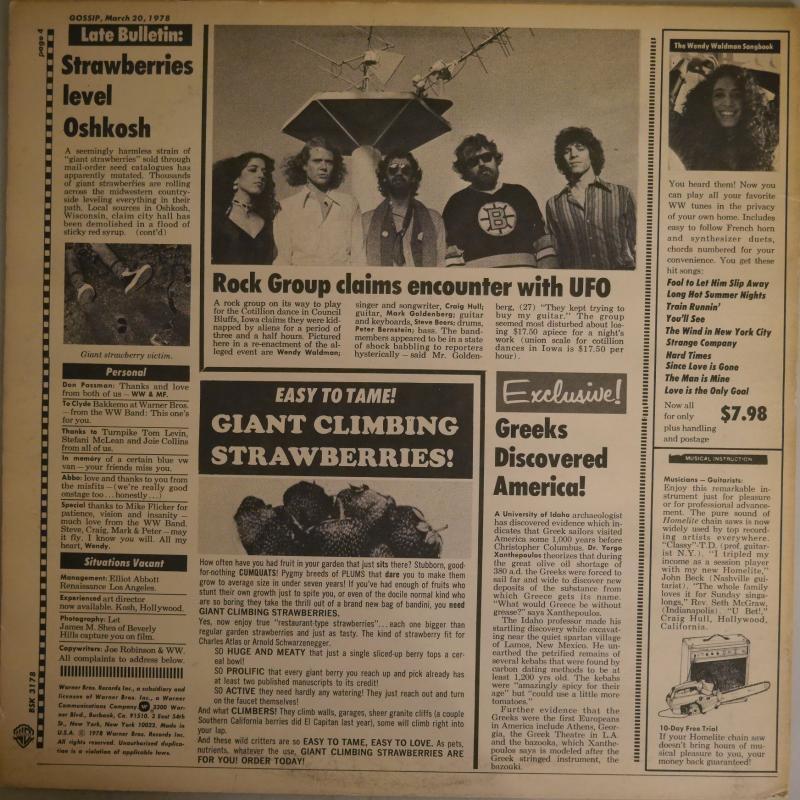 GOSSIP, March 20, 1978
page 4
Late Bulletin:
Strawberries
level
Oshkosh
A seemingly harmless strain of
"giant strawberries" sold through
mail-order seed catalogues has
apparently mutated. Thousands
of giant strawberries are rolling
across the midwestern country-
side leveling everything in their
path. Local sources in Oshkosh,
Wisconsin, claim city hall has
been demolished in a flood of
sticky red syrup. (cont'd)
Giant strawberry victim.
Personal
Don Passman: Thanks and love
from both of us – WW & MF.
To Clyde Bakkemo at Warner Bros.
– from the WW Band: This one's
for you.
Thanks to Turnpike Tom Levin,
Stefani McLean and Joie Collins
from all of us.
In memory of a certain blue vw
van – your friends miss you.
Abbo: love and thanks to you from
the misfits – (we're really good
onstage too...honestly...)
Special thanks to Mike Flicker for
patience, vision and insanity –
much love from the WW Band.
Steve, Craig, Mark & Peter – may
it fly. I know you will. All my
heart, Wendy.
Situations Vacant
Management: Elliot Abbott
Renaissance Los Angeles.
Experienced art director
now available. Kosh, Hollywood.
Photography: Let
James M. Shea of Beverly
Hills capture you on film.
Copywriters: Joe Robinson & WW.
All complaints to address below.
Warner Bros. Records Inc., a subsidiary and
licensee of Warner Bros. Inc., a Warner
Communications Company 3300 War-
ner Blvd., Burbank, Ca. 91510. 3 East 54th
St., New York, New York 10022. Made in
U.S.A. ℗ 1978 Warner Bros. Records Inc.
All rights reserved. Unauthorized duplica-
tion is a violation of applicable laws.
BSK 3178
Rock Group claims encounter with UFO
A rock group on its way to play
for the Cotillion dance in Council
Bluffs, Iowa claims they were kid-
napped by aliens for a period of
three and a half hours. Pictured
here in a re-enactment of the al-
leged event are Wendy Waldman;
singer and songwriter, Craig Hull;
guitar, Mark Goldenberg; guitar
and keyboards, Steve Beers; drums,
Peter Bernstein; bass. The band-
members appeared to be in a state
of shock babbling to reporters
hysterically – said Mr. Golden-
berg, (27) "They kept trying to
buy my guitar." The group
seemed most disturbed about los-
ing $17.50 apiece for a night's
work (union scale for cotillion
dances in Iowa is $17.50 per
hour).
EASY TO TAME!
GIANT CLIMBING
STRAWBERRIES!
How often have you had fruit in your garden that just sits there? Stubborn, good-
for-nothing CUMQUATS! Pygmy breeds of PLUMS that dare you to make them
grow to average size in under seven years! If you've had enough of fruits who
stunt their own growth just to spite you, or even of the docile normal kind who
are so boring they take the thrill out of a brand new bag of bandini, you need
GIANT CLIMBING STRAWBERRIES.
Yes, now enjoy true "restaurant-type strawberries"...each one bigger than
regular garden strawberries and just as tasty. The kind of strawberry fit for
Charles Atlas or Arnold Schwarzenegger.
SO HUGE AND MEATY that just a single sliced-up berry tops a cer-
eal bowl!
SO PROLIFIC that every giant berry you reach up and pick already has
at least two published manuscripts to its credit!
SO ACTIVE they need hardly any watering! They just reach out and turn
on the faucet themselves!
And what CLIMBERS! They climb walls, garages, sheer granite cliffs (a couple
Southern California berries did El Capitan last year), some will climb right into
your lap.
And these wild critters are so EASY TO TAME, EASY TO LOVE. As pets,
nutrients, whatever the use, GIANT CLIMBING STRAWBERRIES ARE
FOR YOU! ORDER TODAY!
Exclusive!
Greeks
Discovered
America!
A University of Idaho archaeologist
has discovered evidence which in-
dicates that Greek sailors visited
America some 1,000 years before
Christopher Columbus. Dr. Yorgo
Xanthepoulos theorizes that during
the great olive oil shortage of
280 a.d. the Greeks were forced to
sail far and wide to discover new
deposits of the substance from
which Greece gets its name.
"What would Greece be without
grease?" says Xanthepoulos.
The Idaho professor made his
startling discovery while excavat-
ing near the quiet spartan village
of Lamos, New Mexico. He un-
earthed the petrified remains of
several kebabs that were found by
carbon dating methods to be at
least 1,200 yrs old. The kebabs
were "amazingly spicy for their
age" but "could use a little more
tomatoes."
Further evidence that the
Greeks were the first Europeans
in America include Athens, Geor-
gia, the Greek Theatre in L.A.
and the bazooka, which Xanthe-
poulos says is modeled after the
Greek stringed instrument, the
bazouki.
The Wendy Waldman Songbook
You heard them! Now you
can play all your favorite
WW tunes in the privacy
of your own home. Includes
easy to follow French horn
and synthesizer duets,
chords numbered for your
convenience. You get these
hit songs:
Fool to Let Him Slip Away
Long Hot Summer Nights
Train Runnin'
You'll See
The Wind in New York City
Strange Company
Hard Times
Since Love is Gone
The Man is Mine
Love is the Only Goal
Now all
for only $7.98
plus handling
and postage
MUSICAL INSTRUCTION
Musicians – Guitarists:
Enjoy this remarkable in-
strument just for pleasure
or for professional advance-
ment. The pure sound of
Homelite chain saws is now
widely used by top record-
ing artists everywhere.
"Classy"-T.D. (prof. guitar-
ist N.Y.). "I tripled my
income as a session player
with my new Homelite,"
John Beck (Nashville gui-
tarist). "The whole family
loves it for Sunday singa-
longs," Rev. Seth McGraw,
(Indianapolis). "U Bet!,"
Craig Hull, Hollywood,
California.
10-Day Free Trial
If your Homelite chain saw
doesn't bring hours of mu-
sical pleasure to you, your
money back guaranteed!